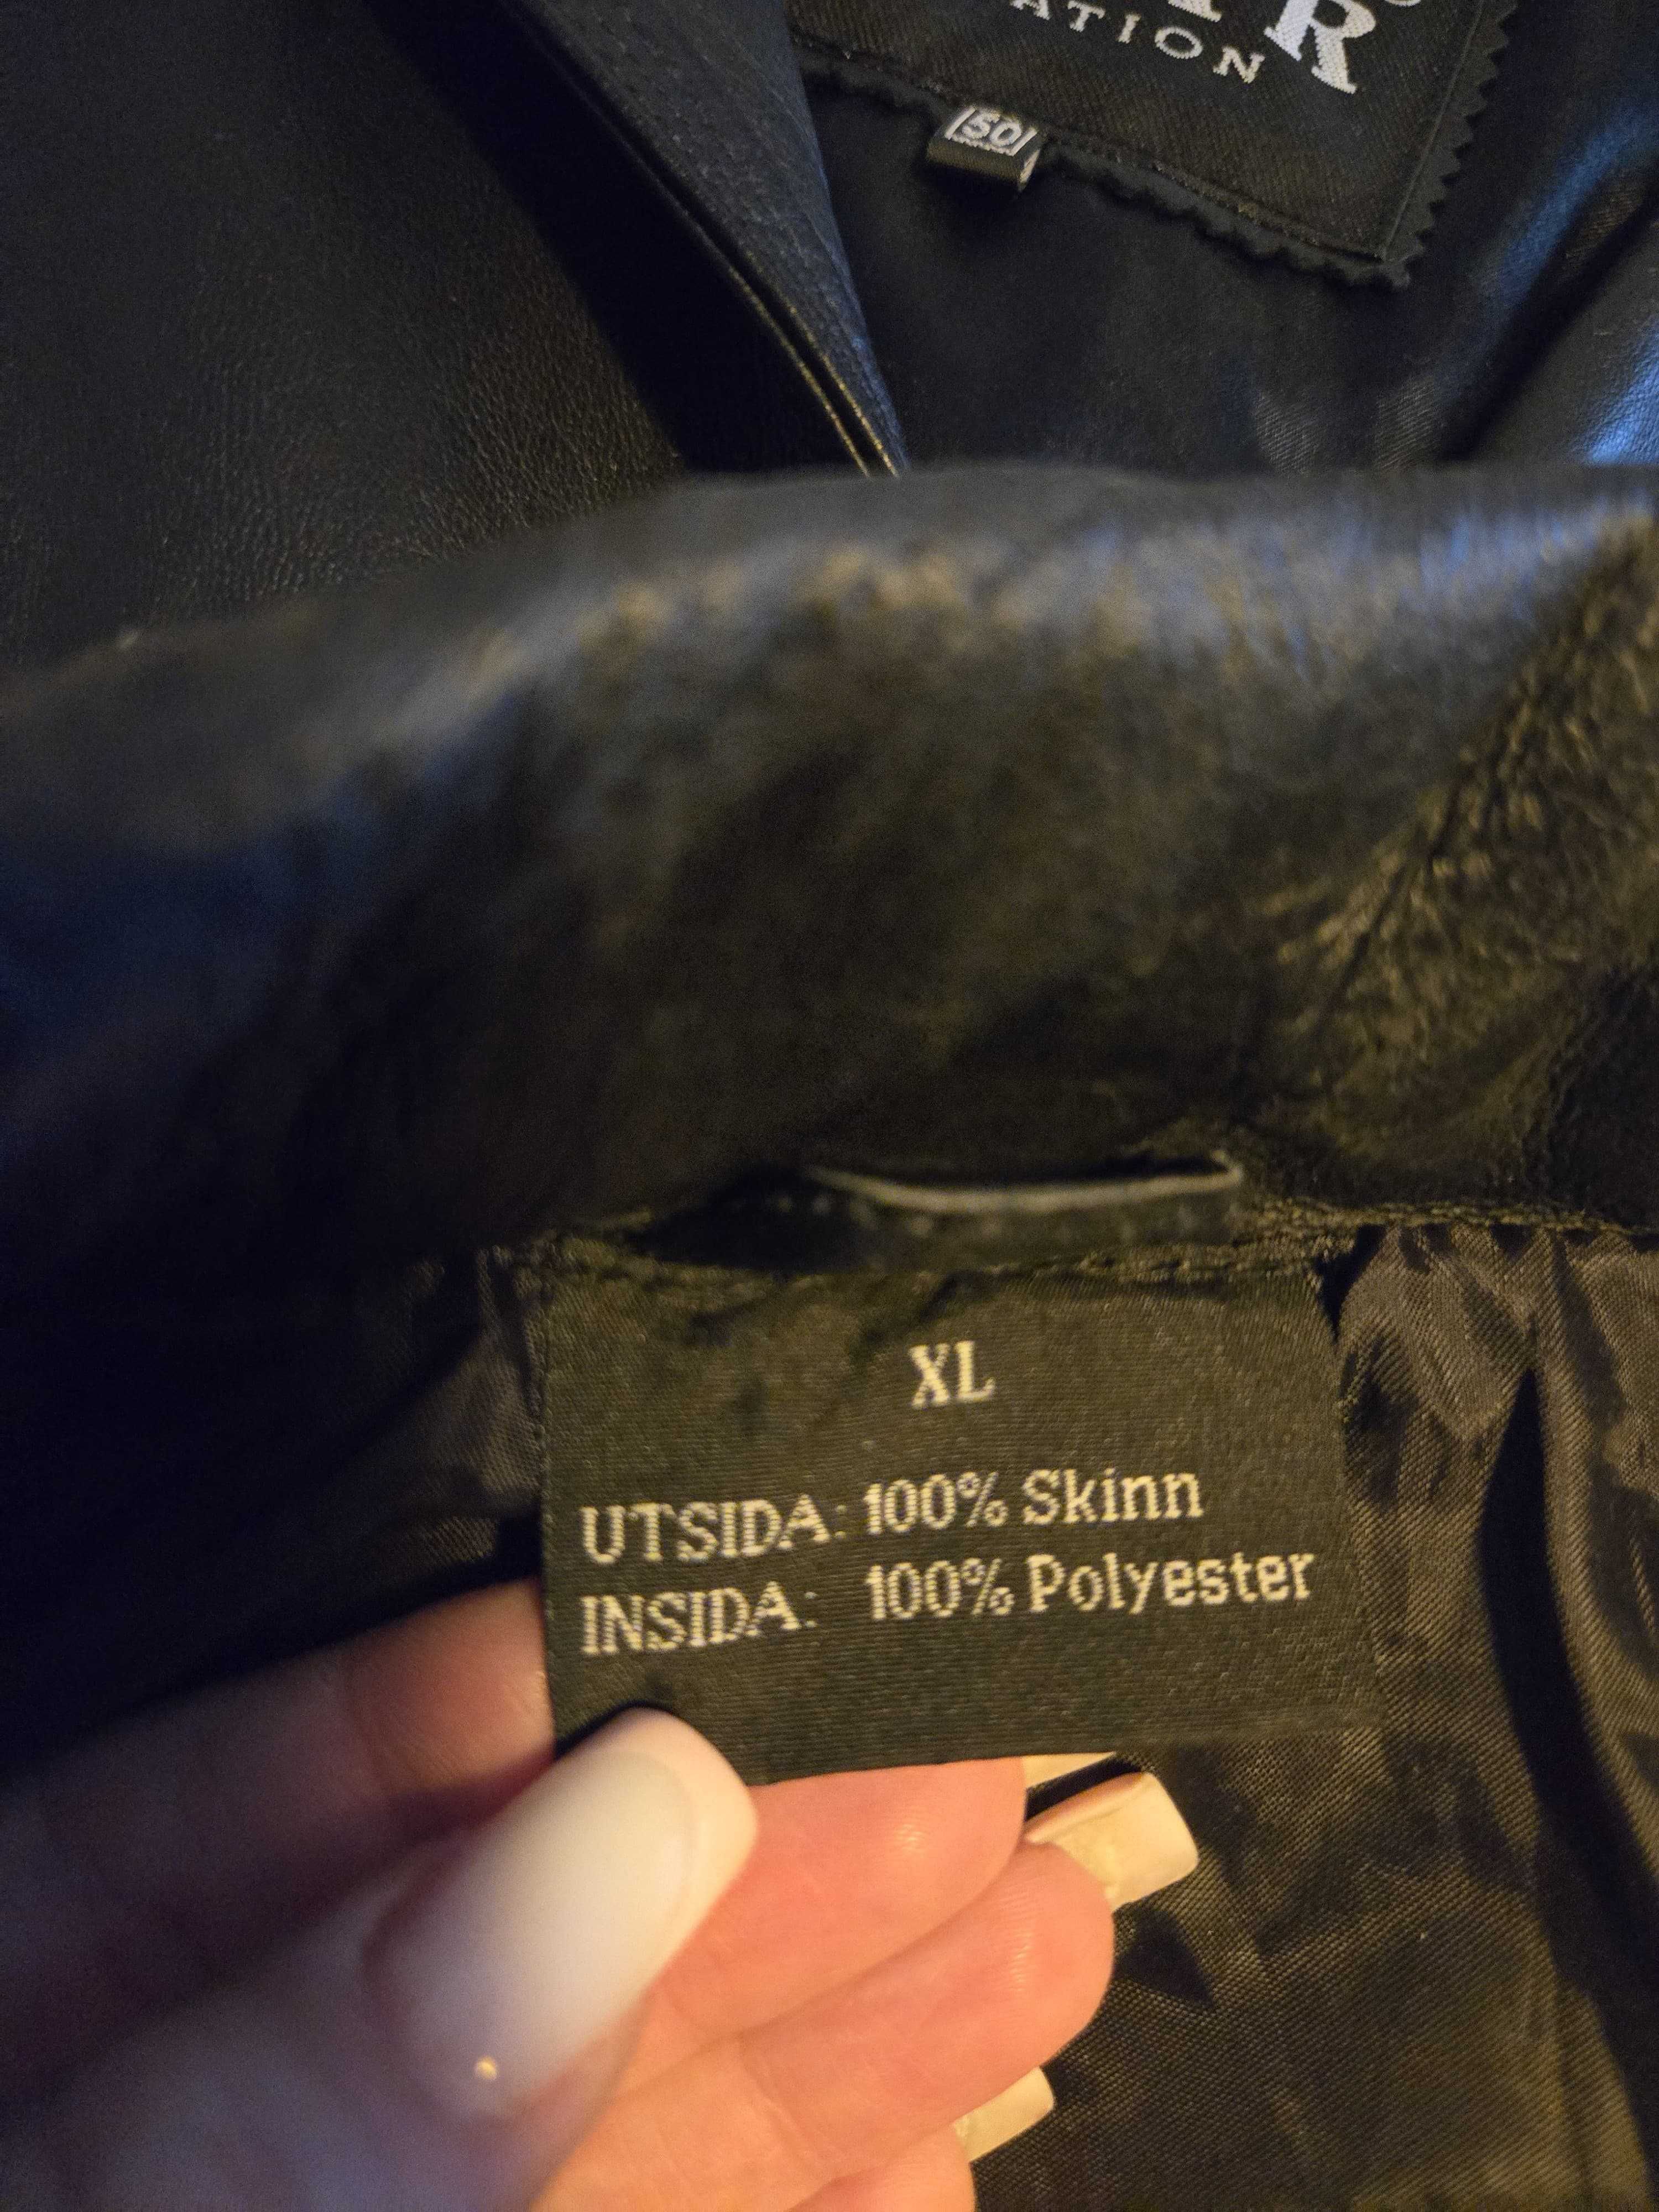 ATION
50
XL
UTSIDA: 100% Skinn
INSIDA: 100% Polyester